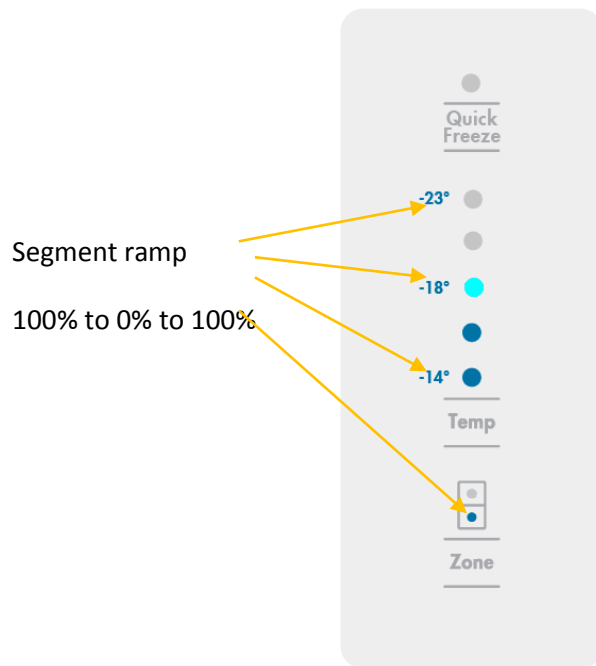 Quick
Freeze
-23°
Segment ramp
-18°
100% to 0% to 100%
-14°
Temp
Zone